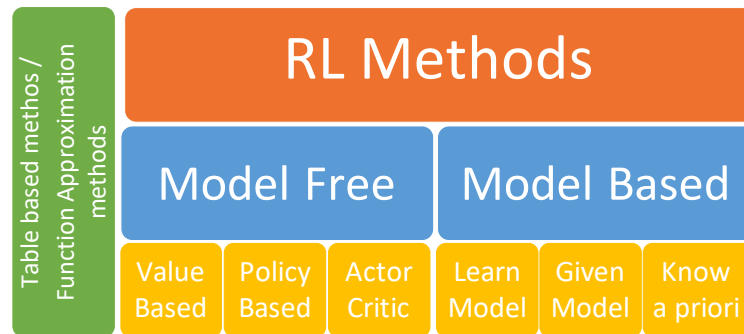 Table based methos /
Function Approximation
methods
RL Methods
Model Free
Model Based
Value
Based
Policy
Based
Actor
Critic
Learn
Model
Given
Model
Know
a priori